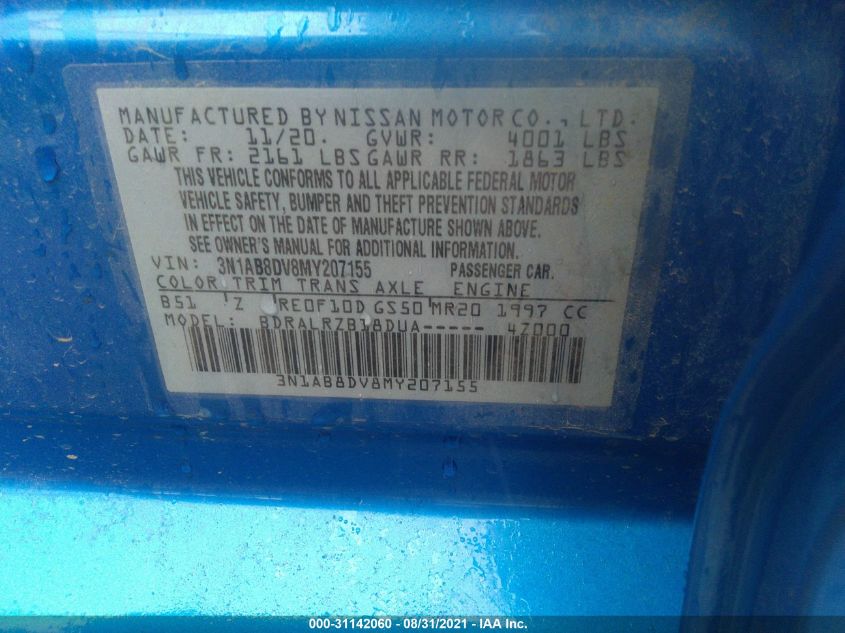 MANUFACTURED BY NISSAN MOTOR CO., LTD.
DATE: 11/20. GVWR: 4001 LBS
GAWR FR: 2161 LBS GAWR RR: 1863 LBS
THIS VEHICLE CONFORMS TO ALL APPLICABLE FEDERAL MOTOR
VEHICLE SAFETY, BUMPER AND THEFT PREVENTION STANDARDS
IN EFFECT ON THE DATE OF MANUFACTURE SHOWN ABOVE.
SEE OWNER'S MANUAL FOR ADDITIONAL INFORMATION.
VIN: 3N1AB8DV8MY207155 PASSENGER CAR.
COLOR TRIM TRANS AXLE ENGINE
B51 'Z RE0F10D GS50 MR20 1997 CC
MODEL: BDRALRZB18DUA----- 4Z000
3N1AB8DV8MY207155
000-31142060 - 08/31/2021 - IAA Inc.